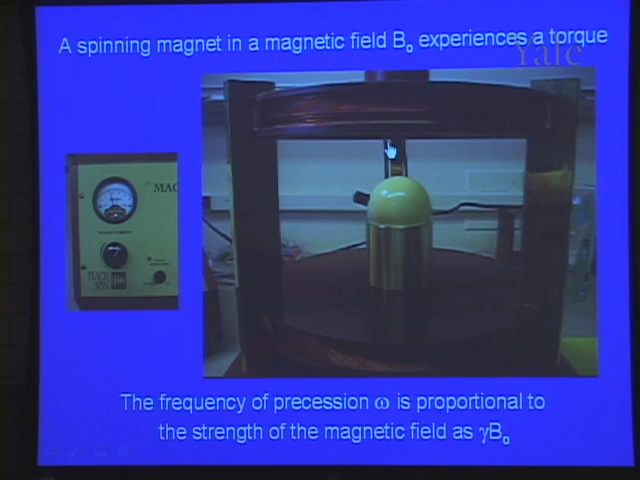 A spinning magnet in a magnetic field B₀ experiences a torque
Yale
MAG
TEACH
SPIN
The frequency of precession ω is proportional to
the strength of the magnetic field as γB₀